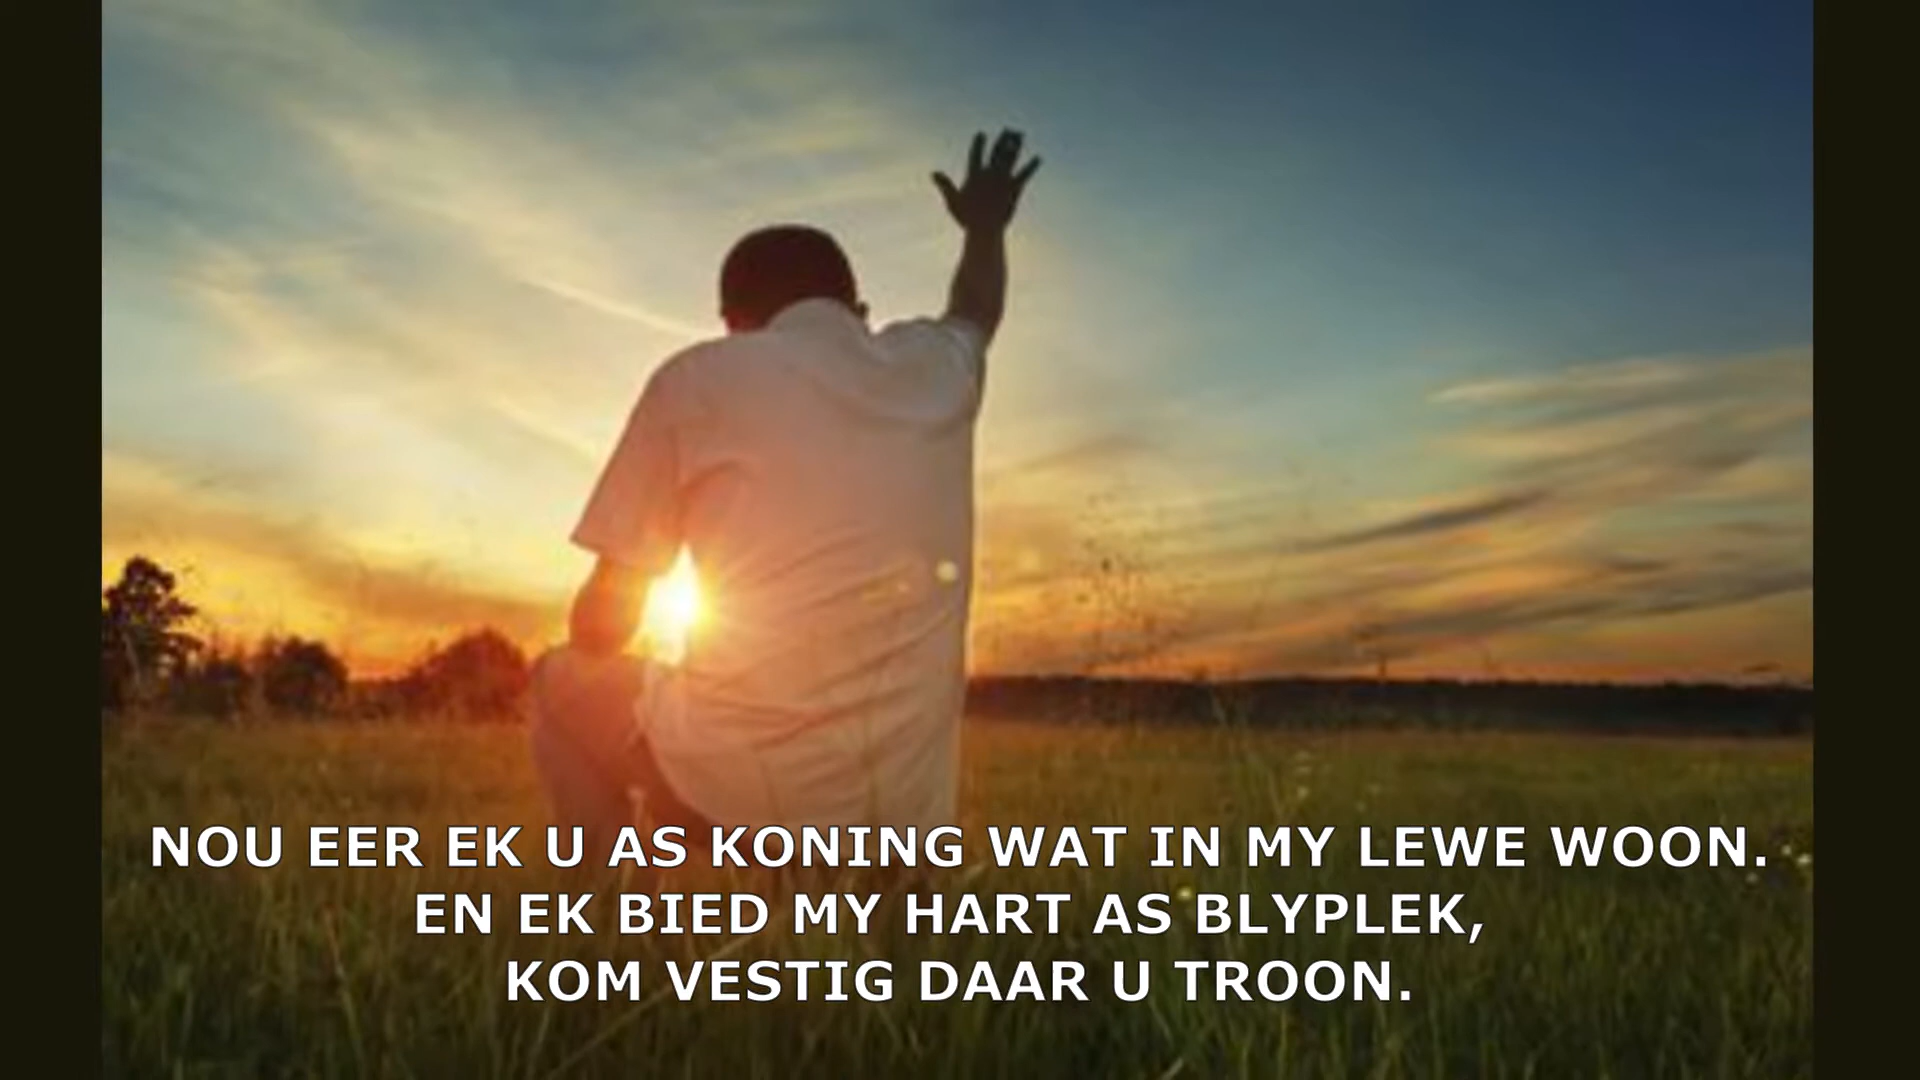 NOU EER EK U AS KONING WAT IN MY LEWE WOON.
EN EK BIED MY HART AS BLYPLEK,
KOM VESTIG DAAR U TROON.